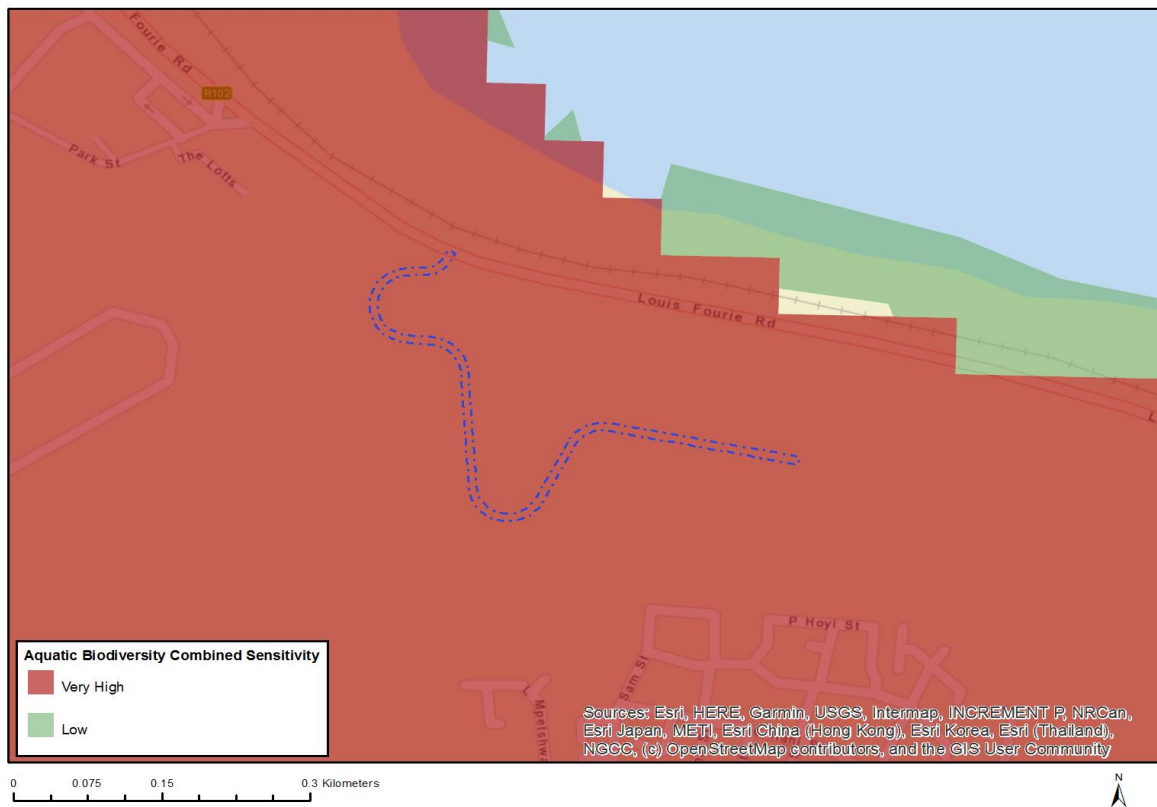 Fourie Rd
R102
Park St
The Lofts
Louis Fourie Rd
L
P Hoyi St
Sam St
L Mpetshwa
Aquatic Biodiversity Combined Sensitivity
Very High
Low
Sources: Esri, HERE, Garmin, USGS, Intermap, INCREMENT P, NRCan,
Esri Japan, METI, Esri China (Hong Kong), Esri Korea, Esri (Thailand),
NGCC, (c) OpenStreetMap contributors, and the GIS User Community
0 0.075 0.15 0.3 Kilometers
N